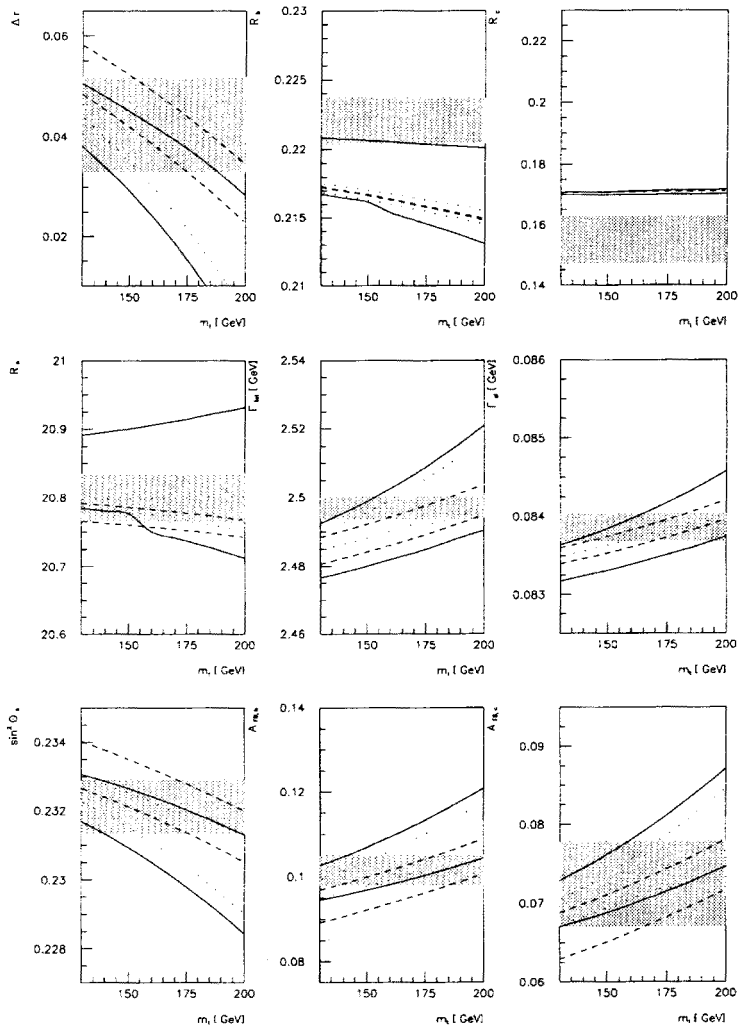 Δ r
0.06
0.04
0.02
150 175 200
m_t [ GeV]
R_b
0.23
0.225
0.22
0.215
0.21
150 175 200
m_t [ GeV]
R_c
0.2
0.18
0.16
0.14
150 175 200
m_t [ GeV]
21
20.9
20.8
20.7
20.6
150 175 200
m_t [ GeV]
Γ_tot [ GeV]
2.54
2.52
2.5
2.48
2.46
150 175 200
m_t [ GeV]
[ GeV]
0.086
0.085
0.084
0.083
150 175 200
m_t [ GeV]
0.234
0.232
0.23
0.228
150 175 200
m_t [ GeV]
A_FB,b
0.14
0.12
0.1
0.08
150 175 200
m_t [ GeV]
A_FB,c
0.09
0.08
0.07
0.06
150 175 200
m_t [ GeV]